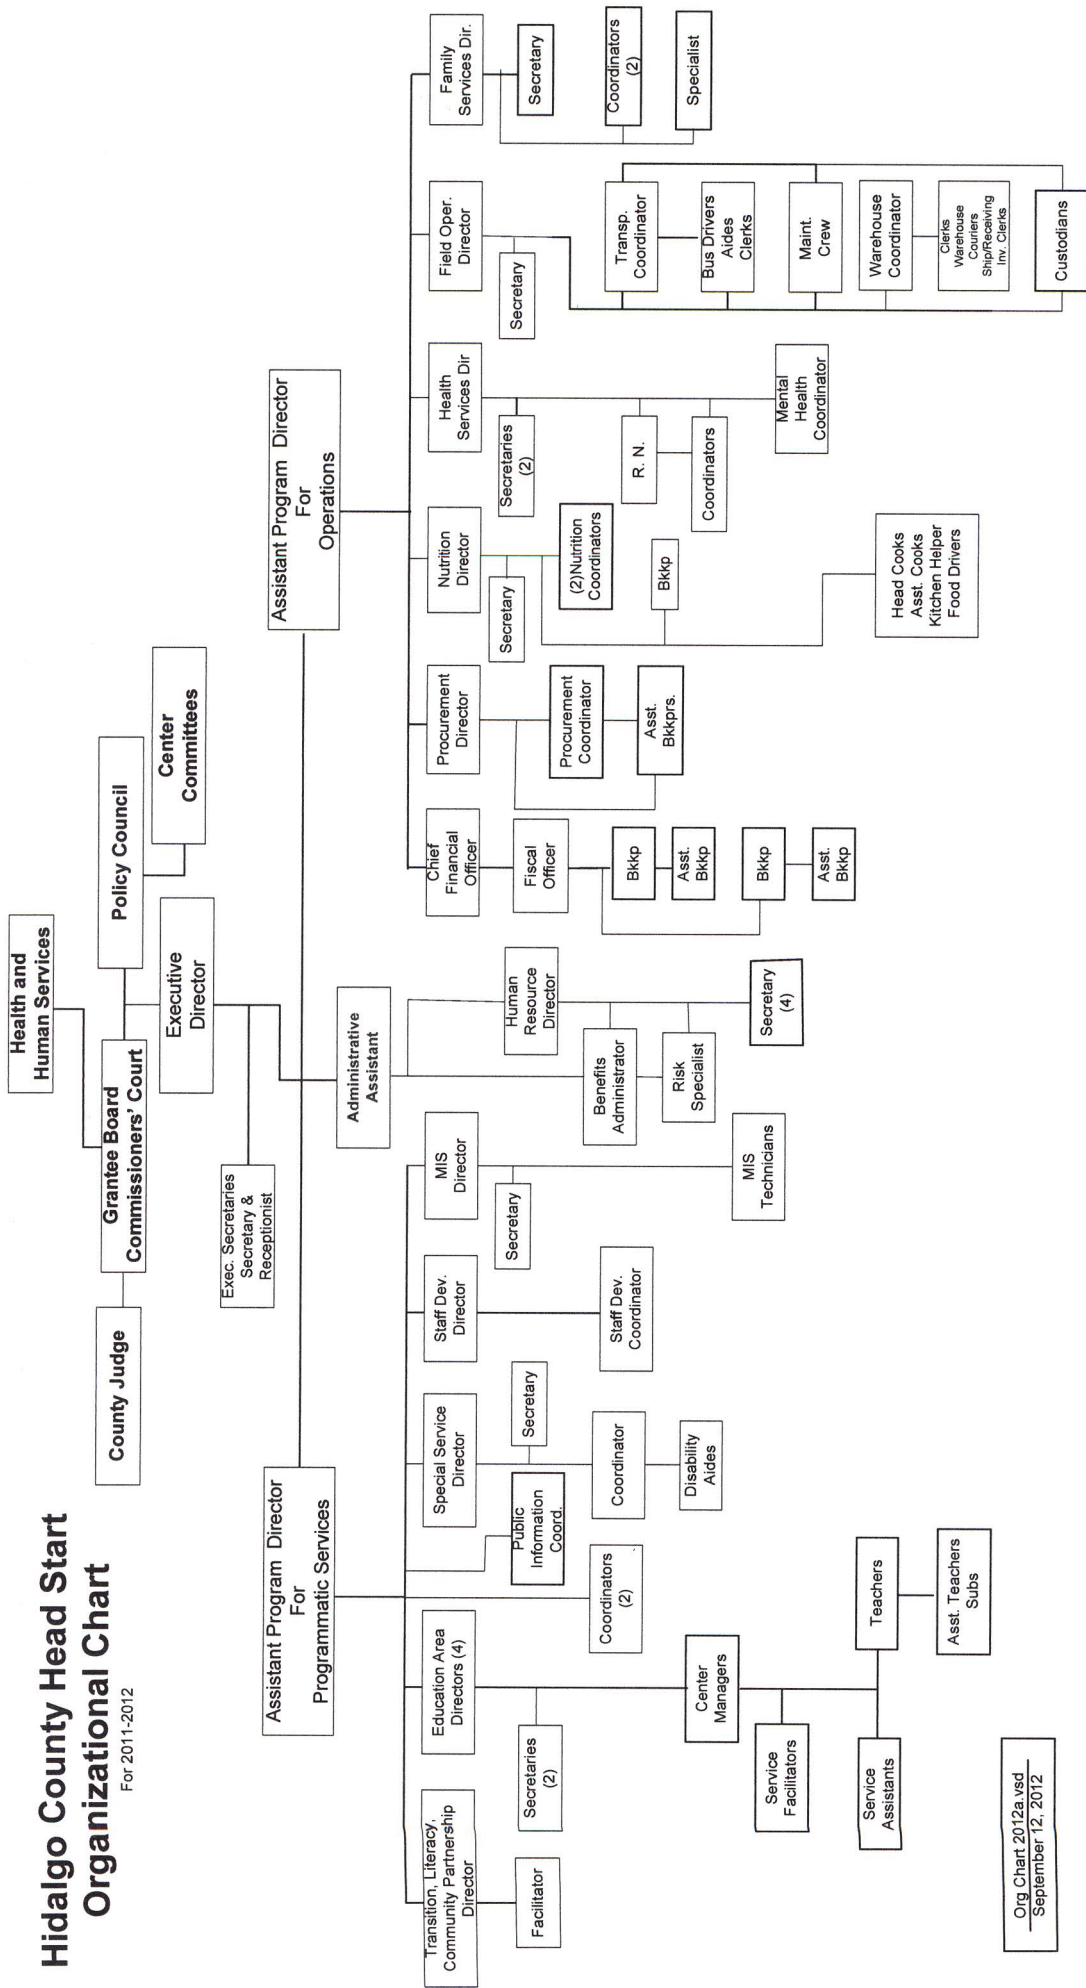 Hidalgo County Head Start
Organizational Chart
For 2011-2012
Health and
Human Services
County Judge
Grantee Board
Commissioners' Court
Policy Council
Center
Committees
Executive
Director
Exec. Secretaries
Secretary &
Receptionist
Assistant Program Director
For
Programmatic Services
Administrative
Assistant
Assistant Program Director
For
Operations
Transition, Literacy,
Community Partnership
Director
Facilitator
Education Area
Directors (4)
Secretaries
(2)
Center
Managers
Service
Facilitators
Service
Assistants
Teachers
Asst. Teachers
Subs
Coordinators
(2)
Public
Information
Coord.
Special Service
Director
Secretary
Coordinator
Disability
Aides
Staff Dev.
Director
Staff Dev.
Coordinator
MIS
Director
Secretary
MIS
Technicians
Human
Resource
Director
Benefits
Administrator
Risk
Specialist
Secretary
(4)
Chief
Financial
Officer
Fiscal
Officer
Bkkp
Asst.
Bkkp
Bkkp
Asst.
Bkkp
Procurement
Director
Procurement
Coordinator
Asst.
Bkkprs.
Nutrition
Director
Secretary
(2)Nutrition
Coordinators
Bkkp
Head Cooks
Asst. Cooks
Kitchen Helper
Food Drivers
Health
Services Dir
Secretaries
(2)
R. N.
Coordinators
Mental
Health
Coordinator
Field Oper.
Director
Secretary
Transp.
Coordinator
Bus Drivers
Aides
Clerks
Maint.
Crew
Warehouse
Coordinator
Clerks
Warehouse
Couriers
Ship/Receiving
Inv. Clerks
Custodians
Family
Services Dir.
Secretary
Coordinators
(2)
Specialist
Org Chart 2012a.vsd
September 12, 2012